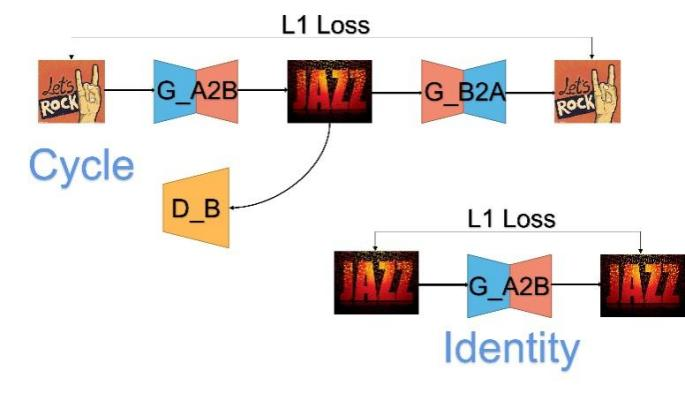 L1 Loss
Let's
ROCK
G_A2B
JAZZ
G_B2A
Let's
ROCK
Cycle
D_B
L1 Loss
JAZZ
G_A2B
JAZZ
Identity